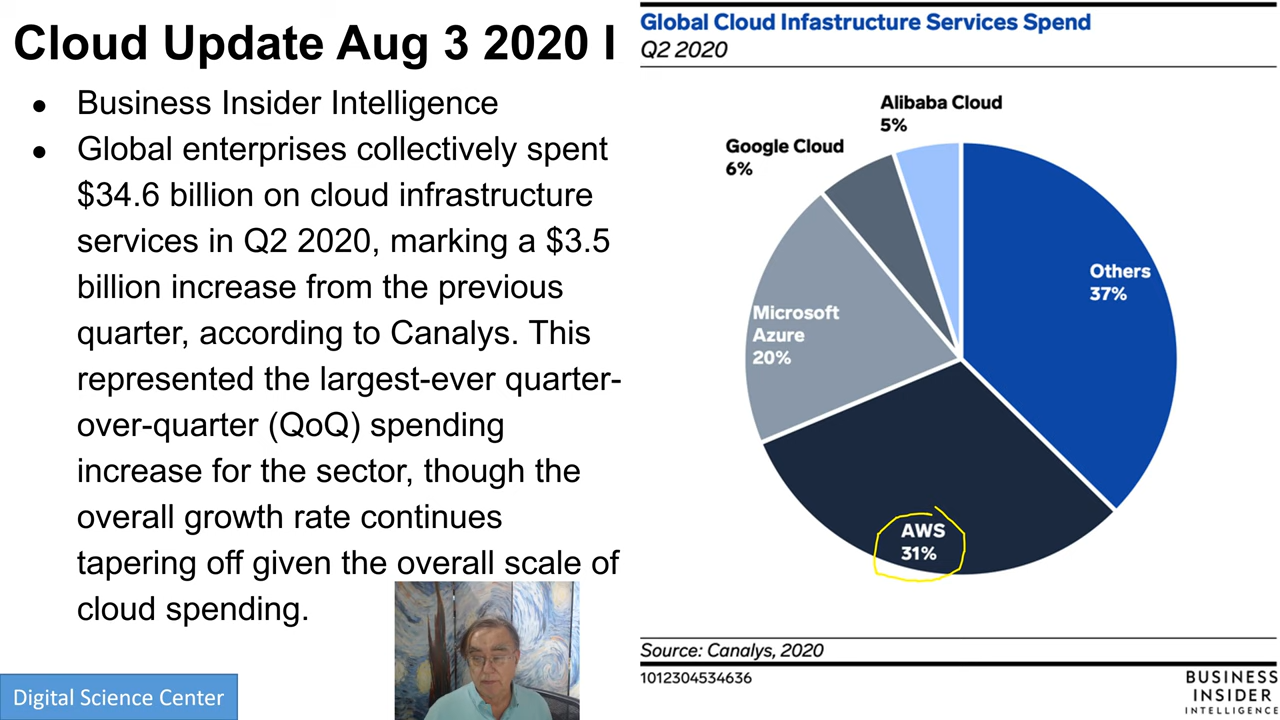 Cloud Update Aug 3 2020 I
● Business Insider Intelligence
● Global enterprises collectively spent
$34.6 billion on cloud infrastructure
services in Q2 2020, marking a $3.5
billion increase from the previous
quarter, according to Canalys. This
represented the largest-ever quarter-
over-quarter (QoQ) spending
increase for the sector, though the
overall growth rate continues
tapering off given the overall scale of
cloud spending.
Digital Science Center
Global Cloud Infastructure Services Spend
Q2 2020
Alibaba Cloud
5%
Google Cloud
6%
Others
37%
Microsoft
Azure
20%
AWS
31%
Source: Canalys, 2020
1012304534636
BUSINESS
INSIDER
INTELLIGENCE